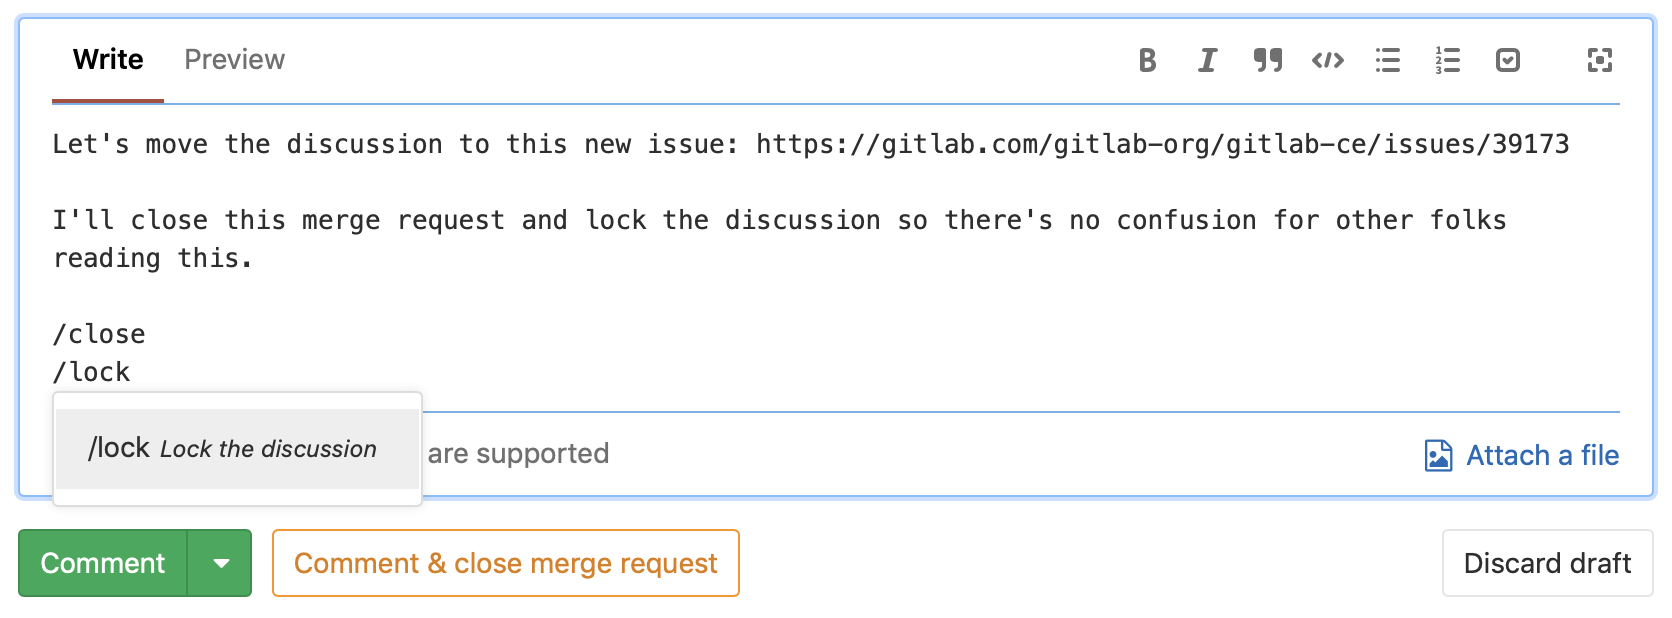 Write Preview
Let's move the discussion to this new issue: https://gitlab.com/gitlab-org/gitlab-ce/issues/39173
I'll close this merge request and lock the discussion so there's no confusion for other folks
reading this.
/close
/lock
/lock Lock the discussion
are supported
Attach a file
Comment
Comment & close merge request
Discard draft